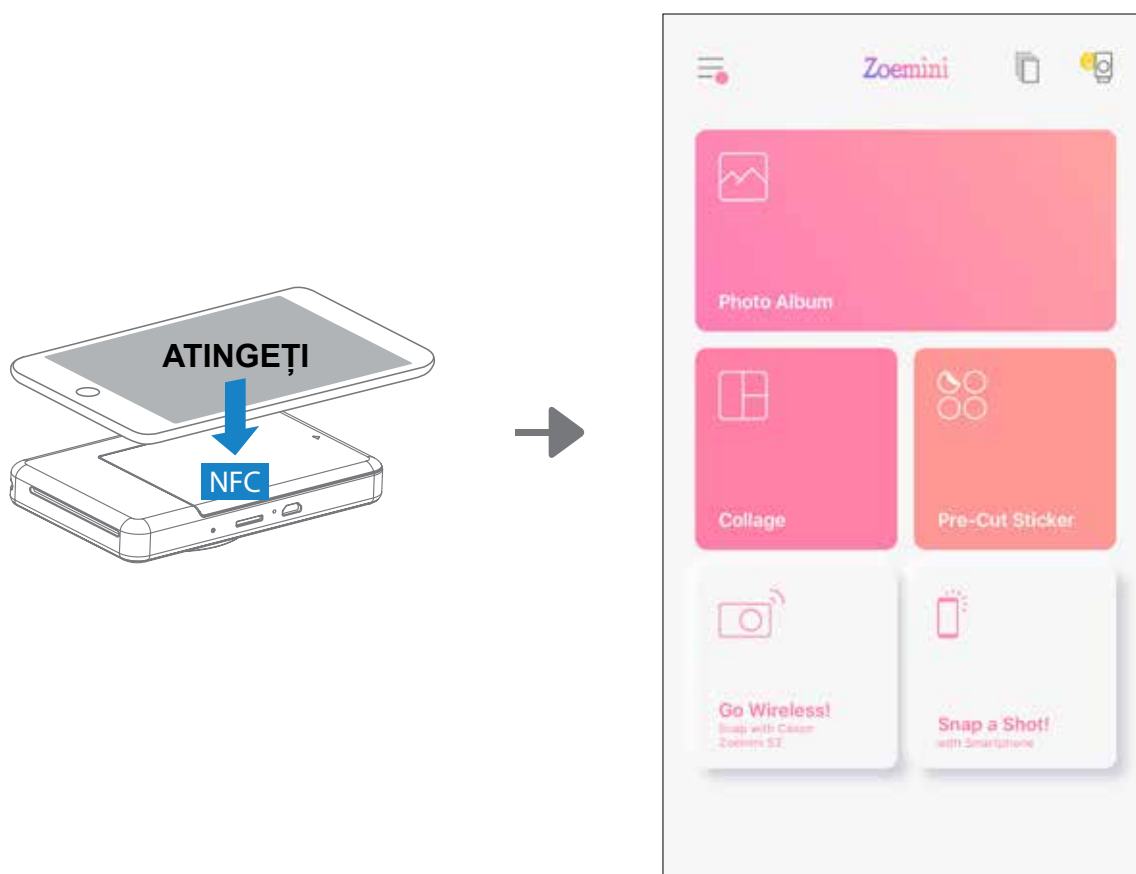 ATINGEȚI
NFC
Zoemini
Photo Album
Collage
Pre-Cut Sticker
Go Wireless!
Snap with Canon
Zoemini S2
Snap a Shot!
with Smartphone